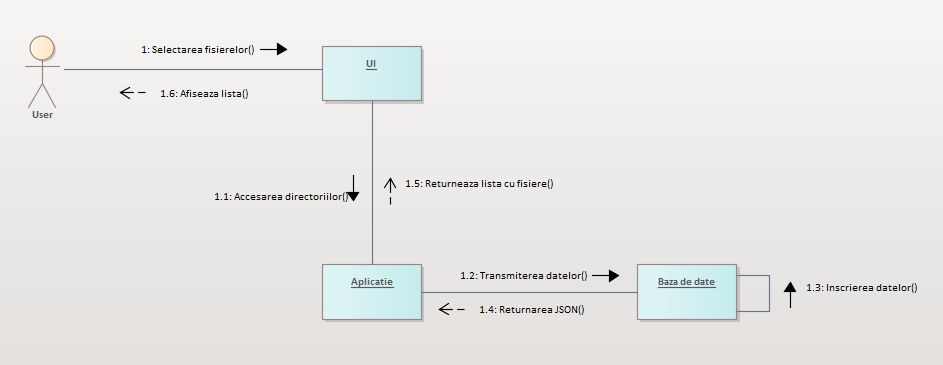 1: Selectarea fisierelor()
UI
1.6: Afiseaza lista()
User
1.5: Returneaza lista cu fisiere()
1.1: Accesarea directoriilor()
1.2: Transmiterea datelor()
Aplicatie
Baza de date
1.3: Inscrierea datelor()
1.4: Returnarea JSON()